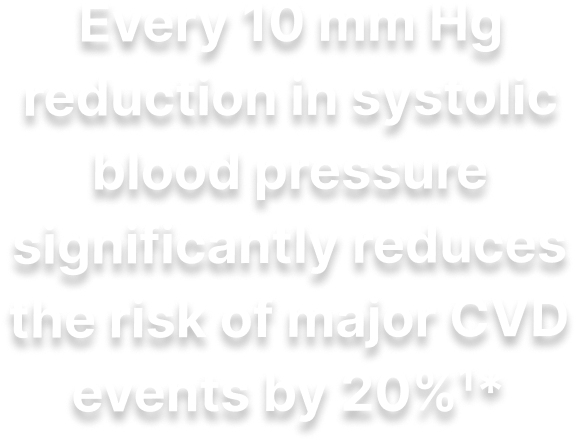 Every 10 mm Hg
reduction in systolic
blood pressure
significantly reduces
the risk of major CVD
events by 20%¹*